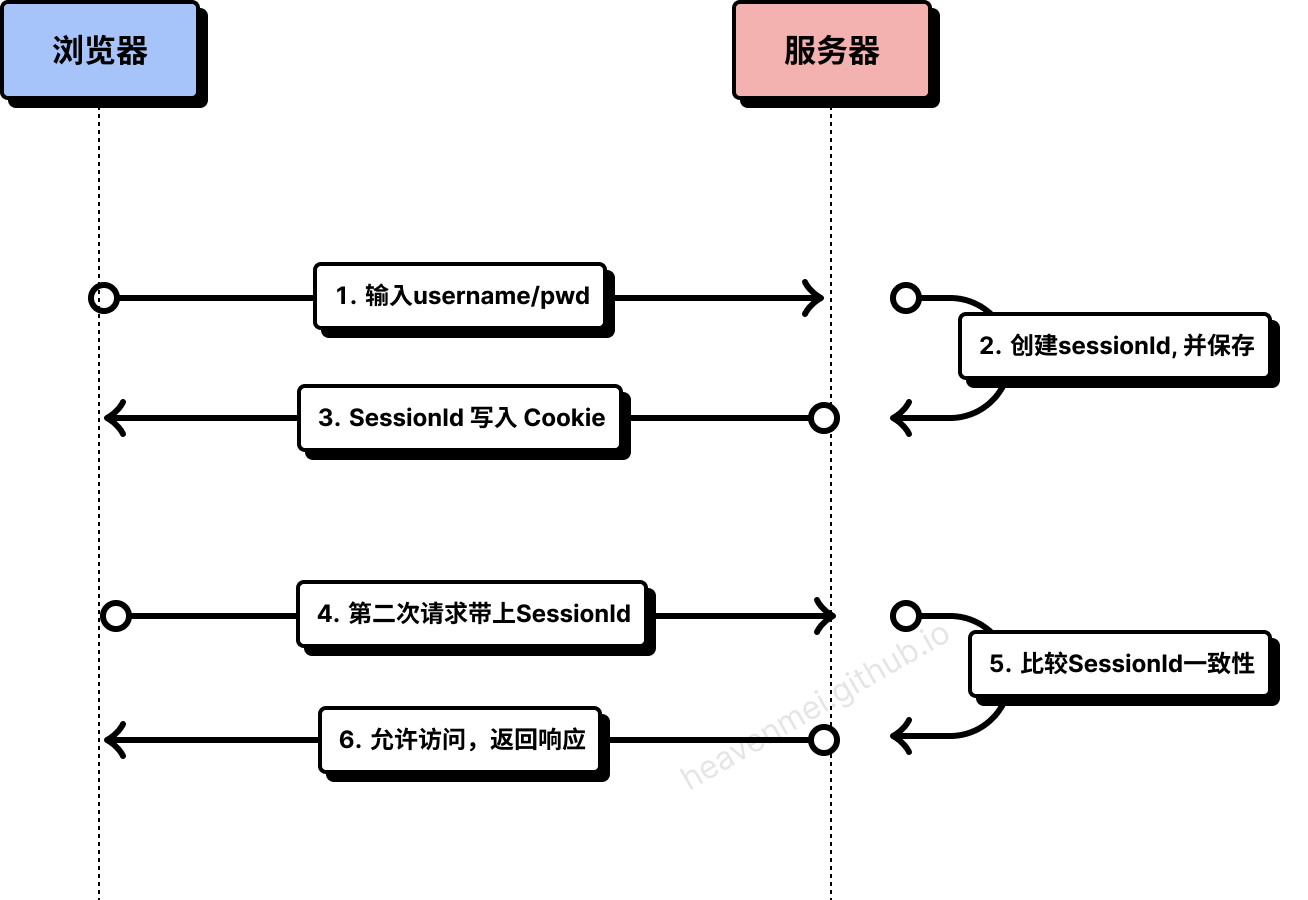 浏览器
服务器
1. 输入username/pwd
2. 创建sessionId, 并保存
3. SessionId 写入 Cookie
4. 第二次请求带上SessionId
5. 比较SessionId一致性
6. 允许访问，返回响应
heavenmei.github.io